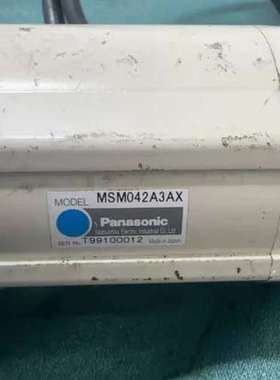 MODEL MSM042A3AX
Panasonic
Matsushita Electric Industrial Co., Ltd.
SER. No. T99100012 Made in Japan